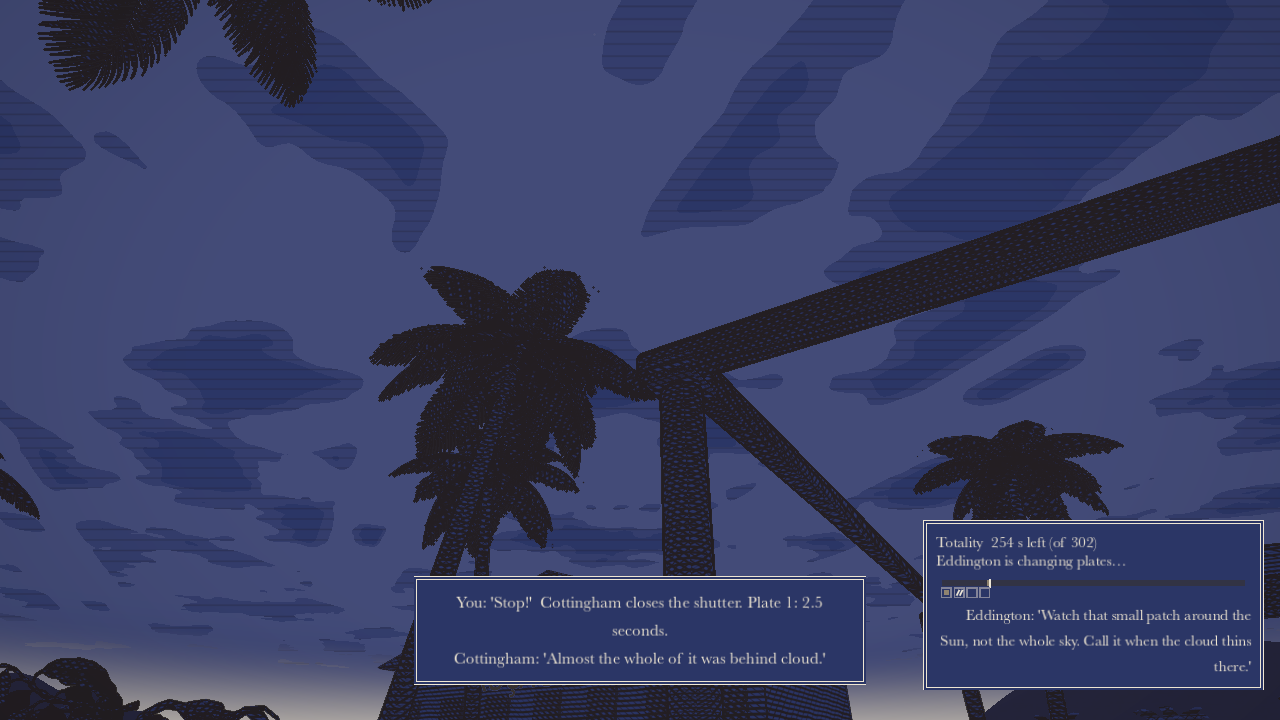 You: 'Stop!' Cottingham closes the shutter. Plate 1: 2.5
seconds.
Cottingham: 'Almost the whole of it was behind cloud.'
Totality 254 s left (of 302)
Eddington is changing plates…
Eddington: 'Watch that small patch around the
Sun, not the whole sky. Call it when the cloud thins
there.'